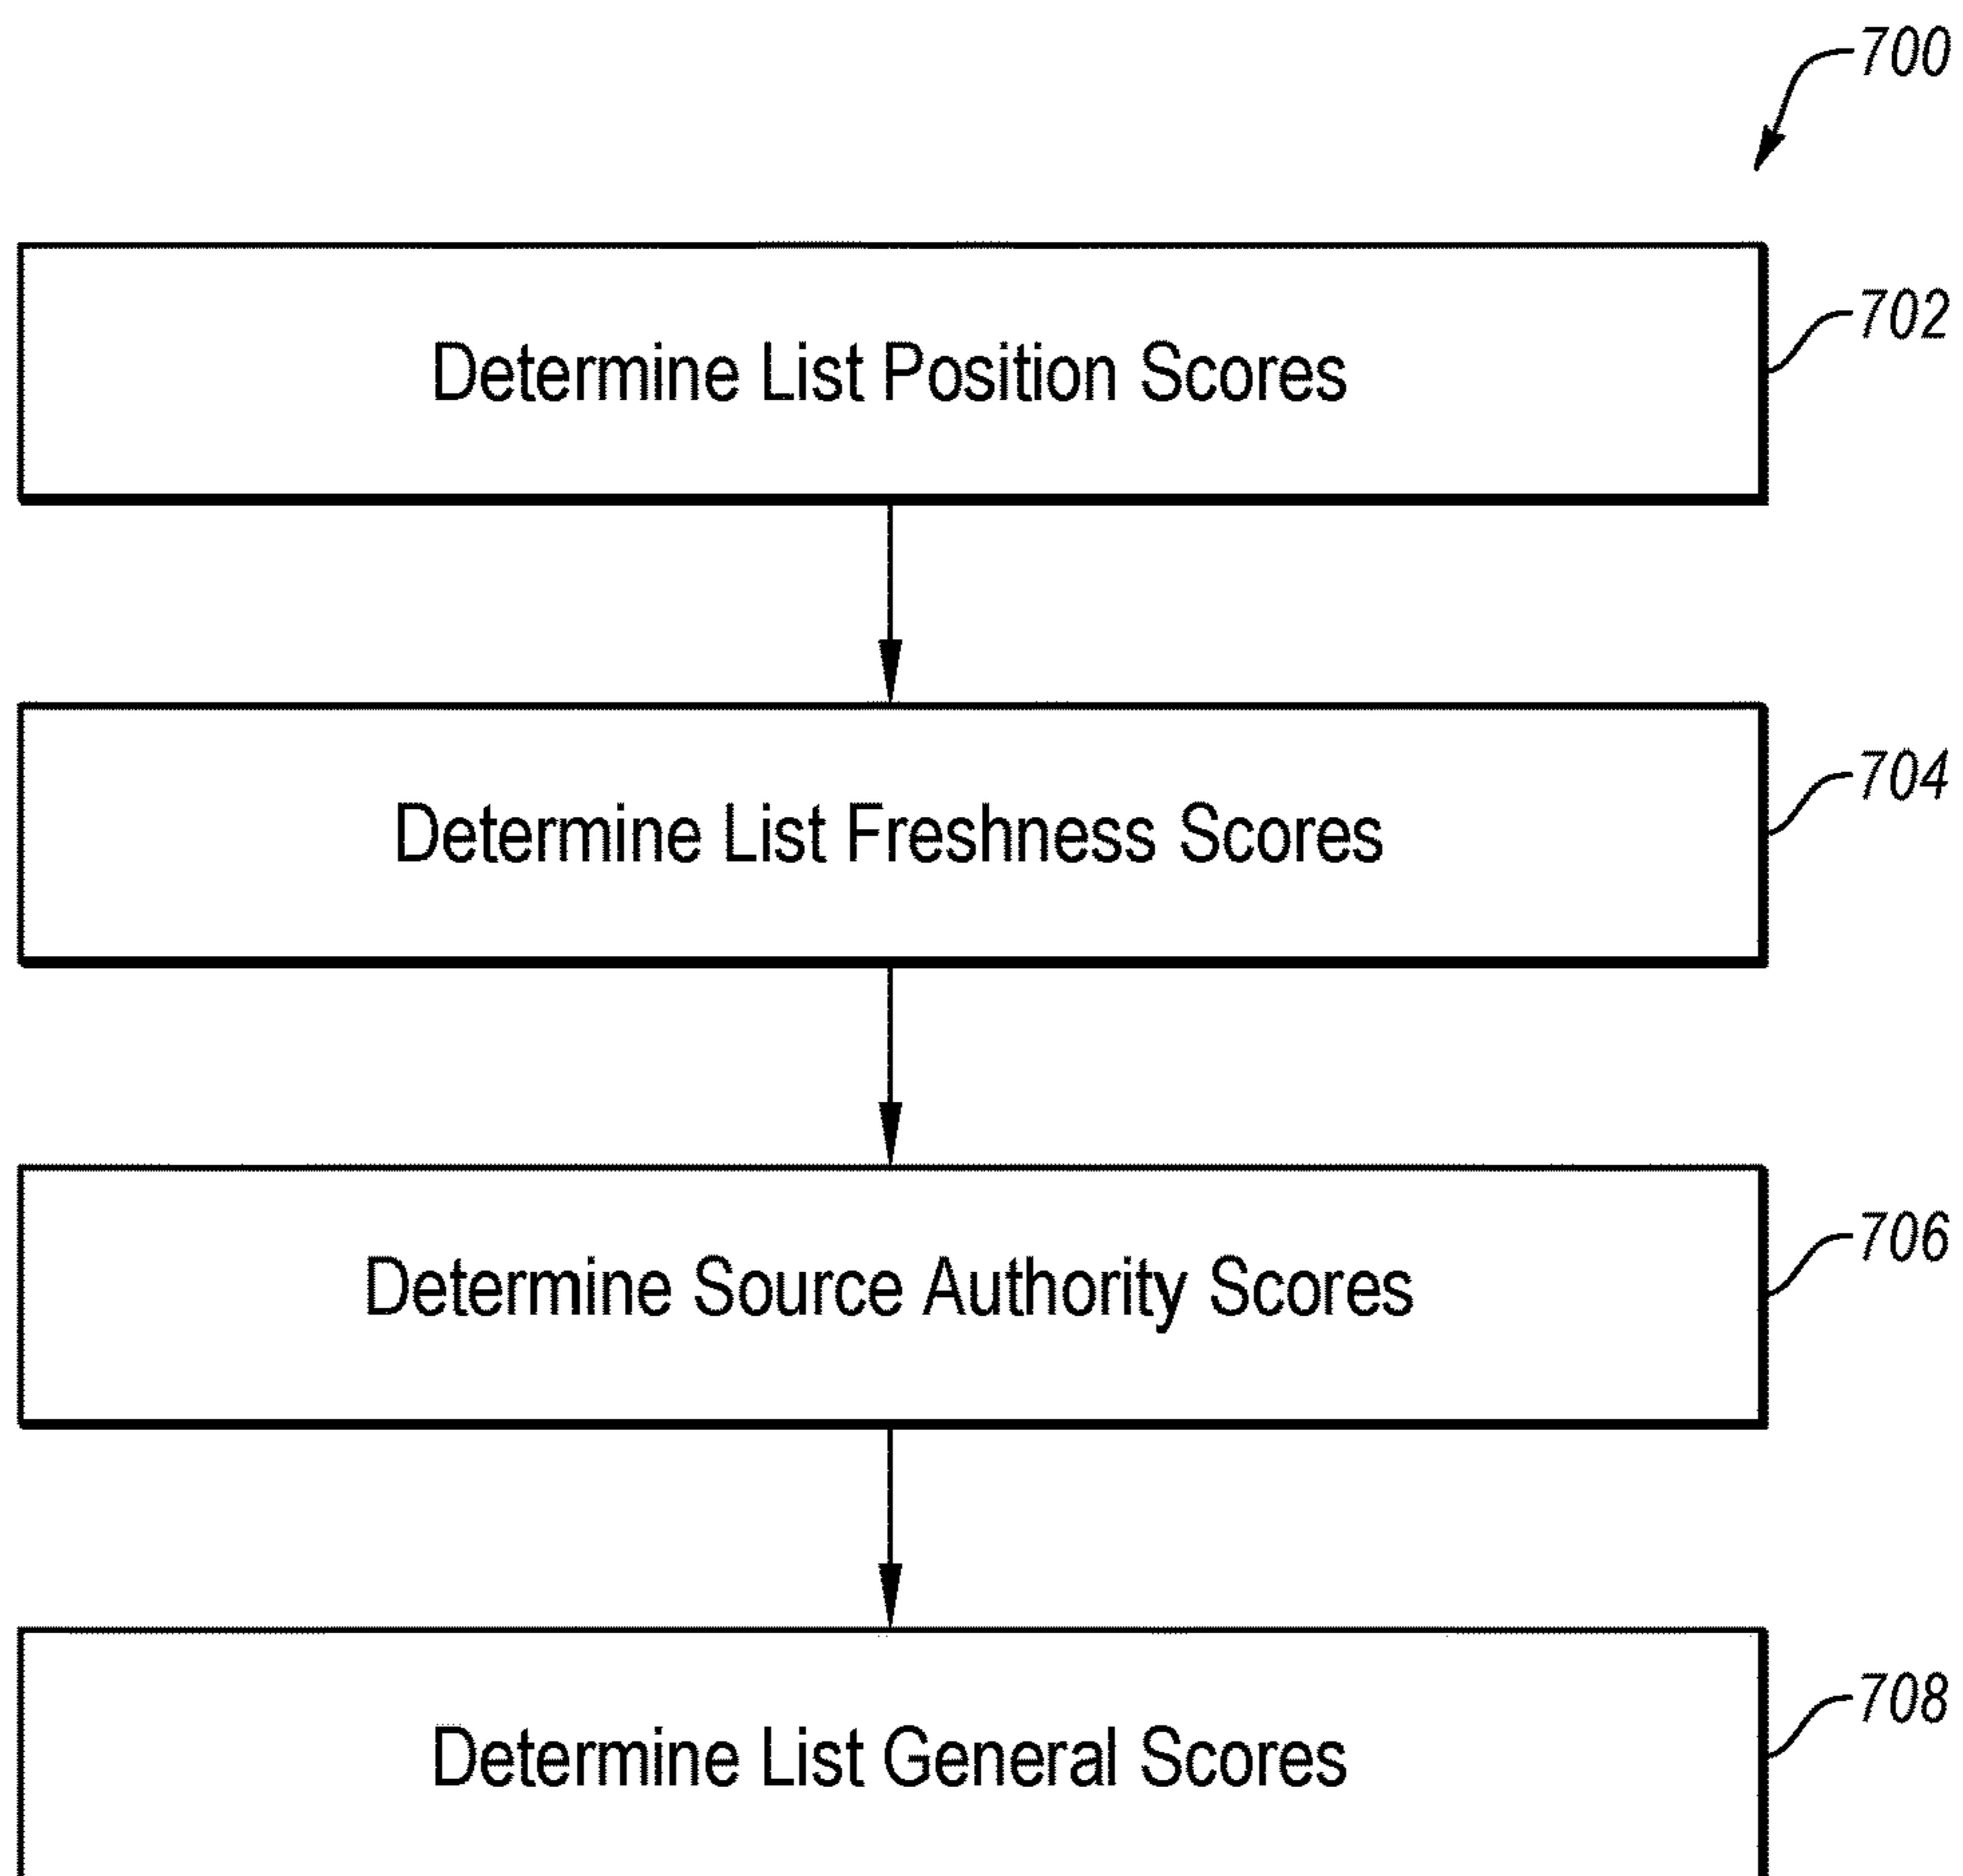 700
Determine List Position Scores
702
Determine List Freshness Scores
704
Determine Source Authority Scores
706
Determine List General Scores
708